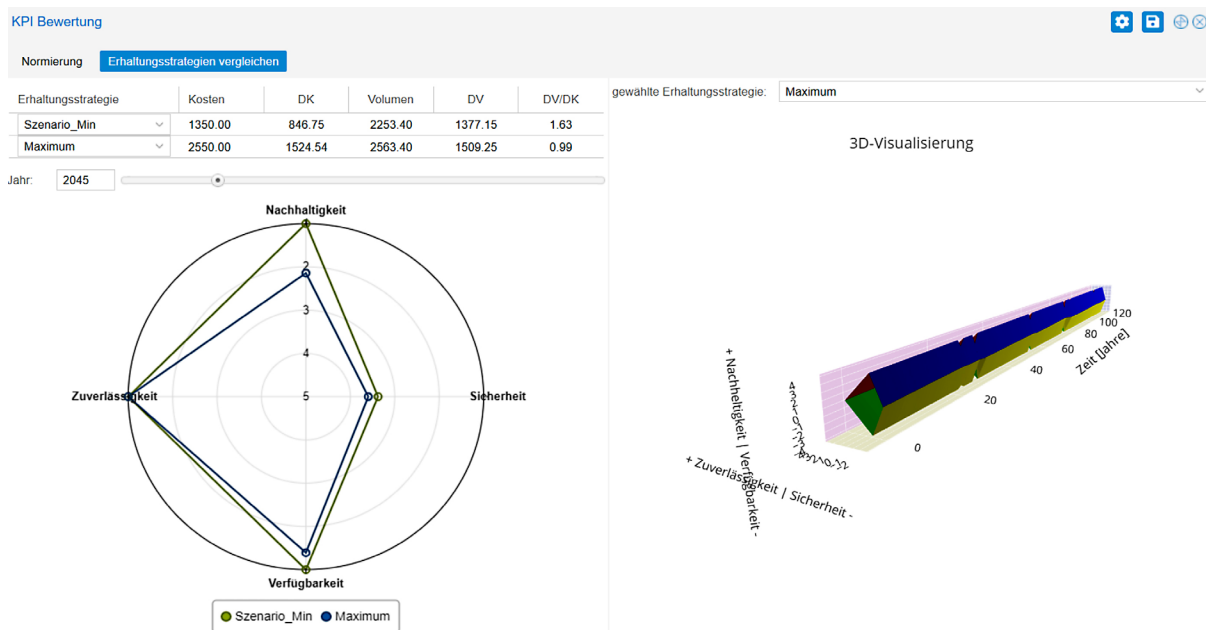 KPI Bewertung
Normierung Erhaltungsstrategien vergleichen
Erhaltungsstrategie Kosten DK Volumen DV DV/DK
Szenario_Min 1350.00 846.75 2253.40 1377.15 1.63
Maximum 2550.00 1524.54 2563.40 1509.25 0.99
Jahr: 2045
Nachhaltigkeit
1
2
3
4
5
Zuverlässigkeit
Sicherheit
Verfügbarkeit
Szenario_Min Maximum
gewählte Erhaltungsstrategie: Maximum
3D-Visualisierung
+ Nachheltigkeit | Verfügbarkeit -
+ Zuverlässigkeit | Sicherheit -
0
20
40
60
80
100
120
Zeit [Jahre]